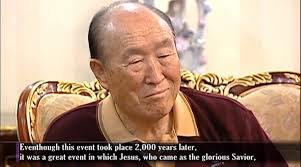 Eventhough this event took place 2,000 years later,
it was a great event in which Jesus, who came as the glorious Savior,